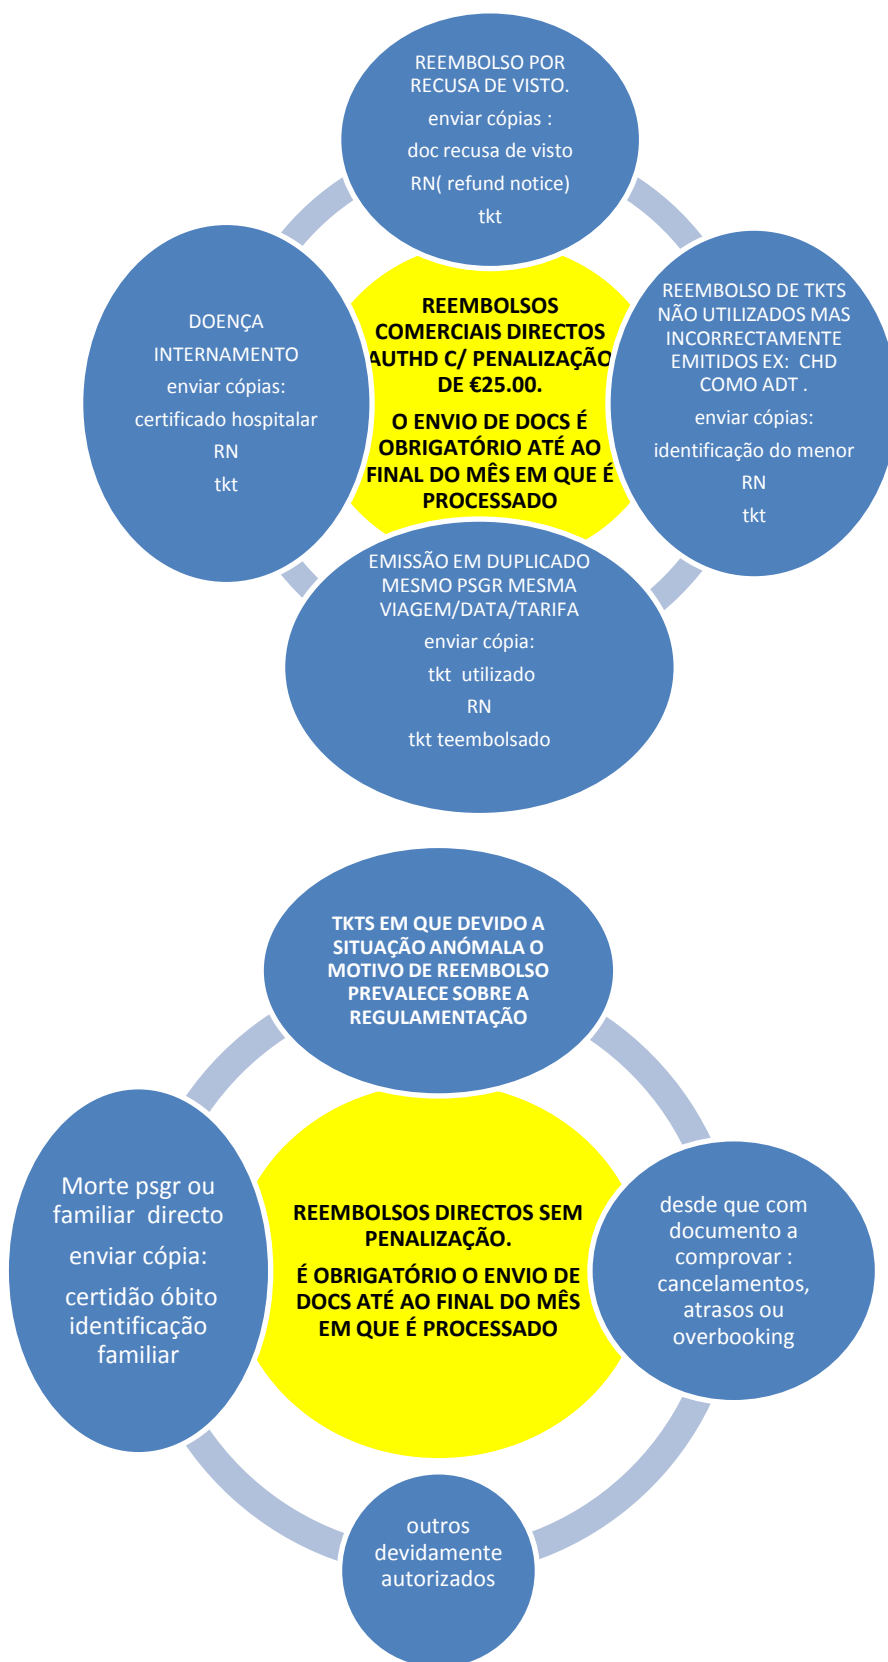 REEMBOLSO POR
RECUSA DE VISTO.
enviar cópias :
doc recusa de visto
RN( refund notice)
tkt
REEMBOLSOS
COMERCIAIS DIRECTOS
AUTHD C/ PENALIZAÇÃO
DE €25.00.
O ENVIO DE DOCS É
OBRIGATÓRIO ATÉ AO
FINAL DO MÊS EM QUE É
PROCESSADO
REEMBOLSO DE TKTS
NÃO UTILIZADOS MAS
INCORRECTAMENTE
EMITIDOS EX: CHD
COMO ADT .
enviar cópias:
identificação do menor
RN
tkt
DOENÇA
INTERNAMENTO
enviar cópias:
certificado hospitalar
RN
tkt
EMISSÃO EM DUPLICADO
MESMO PSGR MESMA
VIAGEM/DATA/TARIFA
enviar cópia:
tkt utilizado
RN
tkt teembolsado
TKTS EM QUE DEVIDO A
SITUAÇÃO ANÓMALA O
MOTIVO DE REEMBOLSO
PREVALECE SOBRE A
REGULAMENTAÇÃO
Morte psgr ou
familiar directo
enviar cópia:
certidão óbito
identificação
familiar
REEMBOLSOS DIRECTOS SEM
PENALIZAÇÃO.
É OBRIGATÓRIO O ENVIO DE
DOCS ATÉ AO FINAL DO MÊS
EM QUE É PROCESSADO
desde que com
documento a
comprovar :
cancelamentos,
atrasos ou
overbooking
outros
devidamente
autorizados